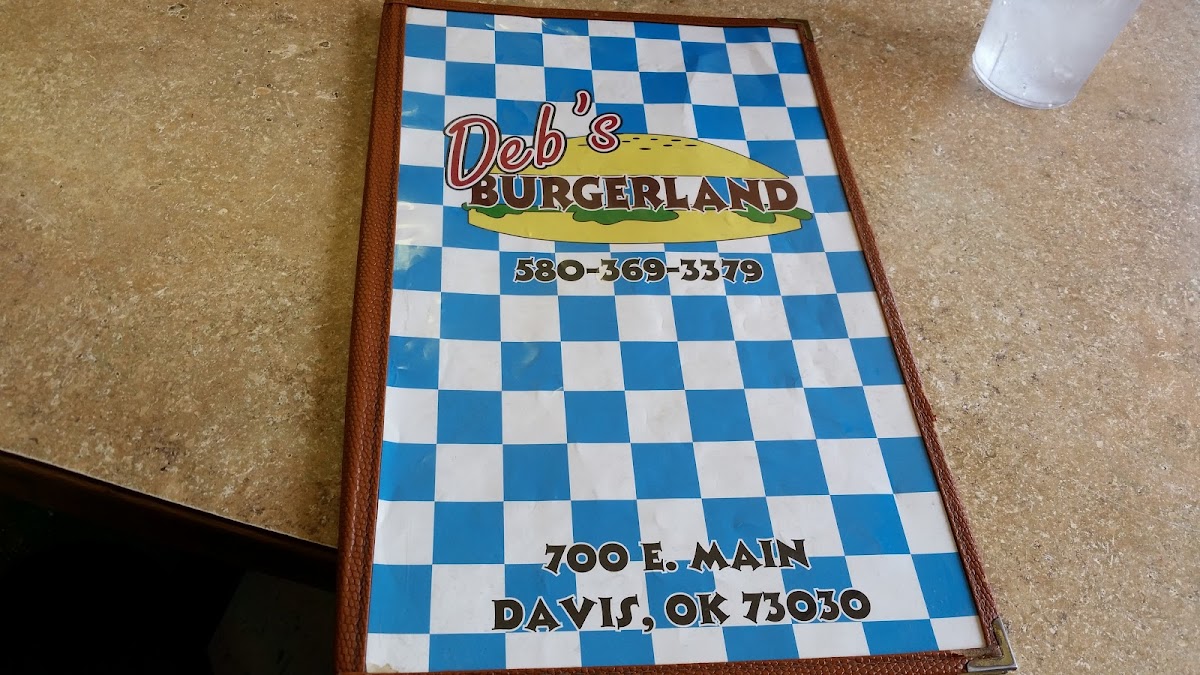 Deb's
BURGERLAND
580-369-3379
700 E. MAIN
DAVIS, OK 73030